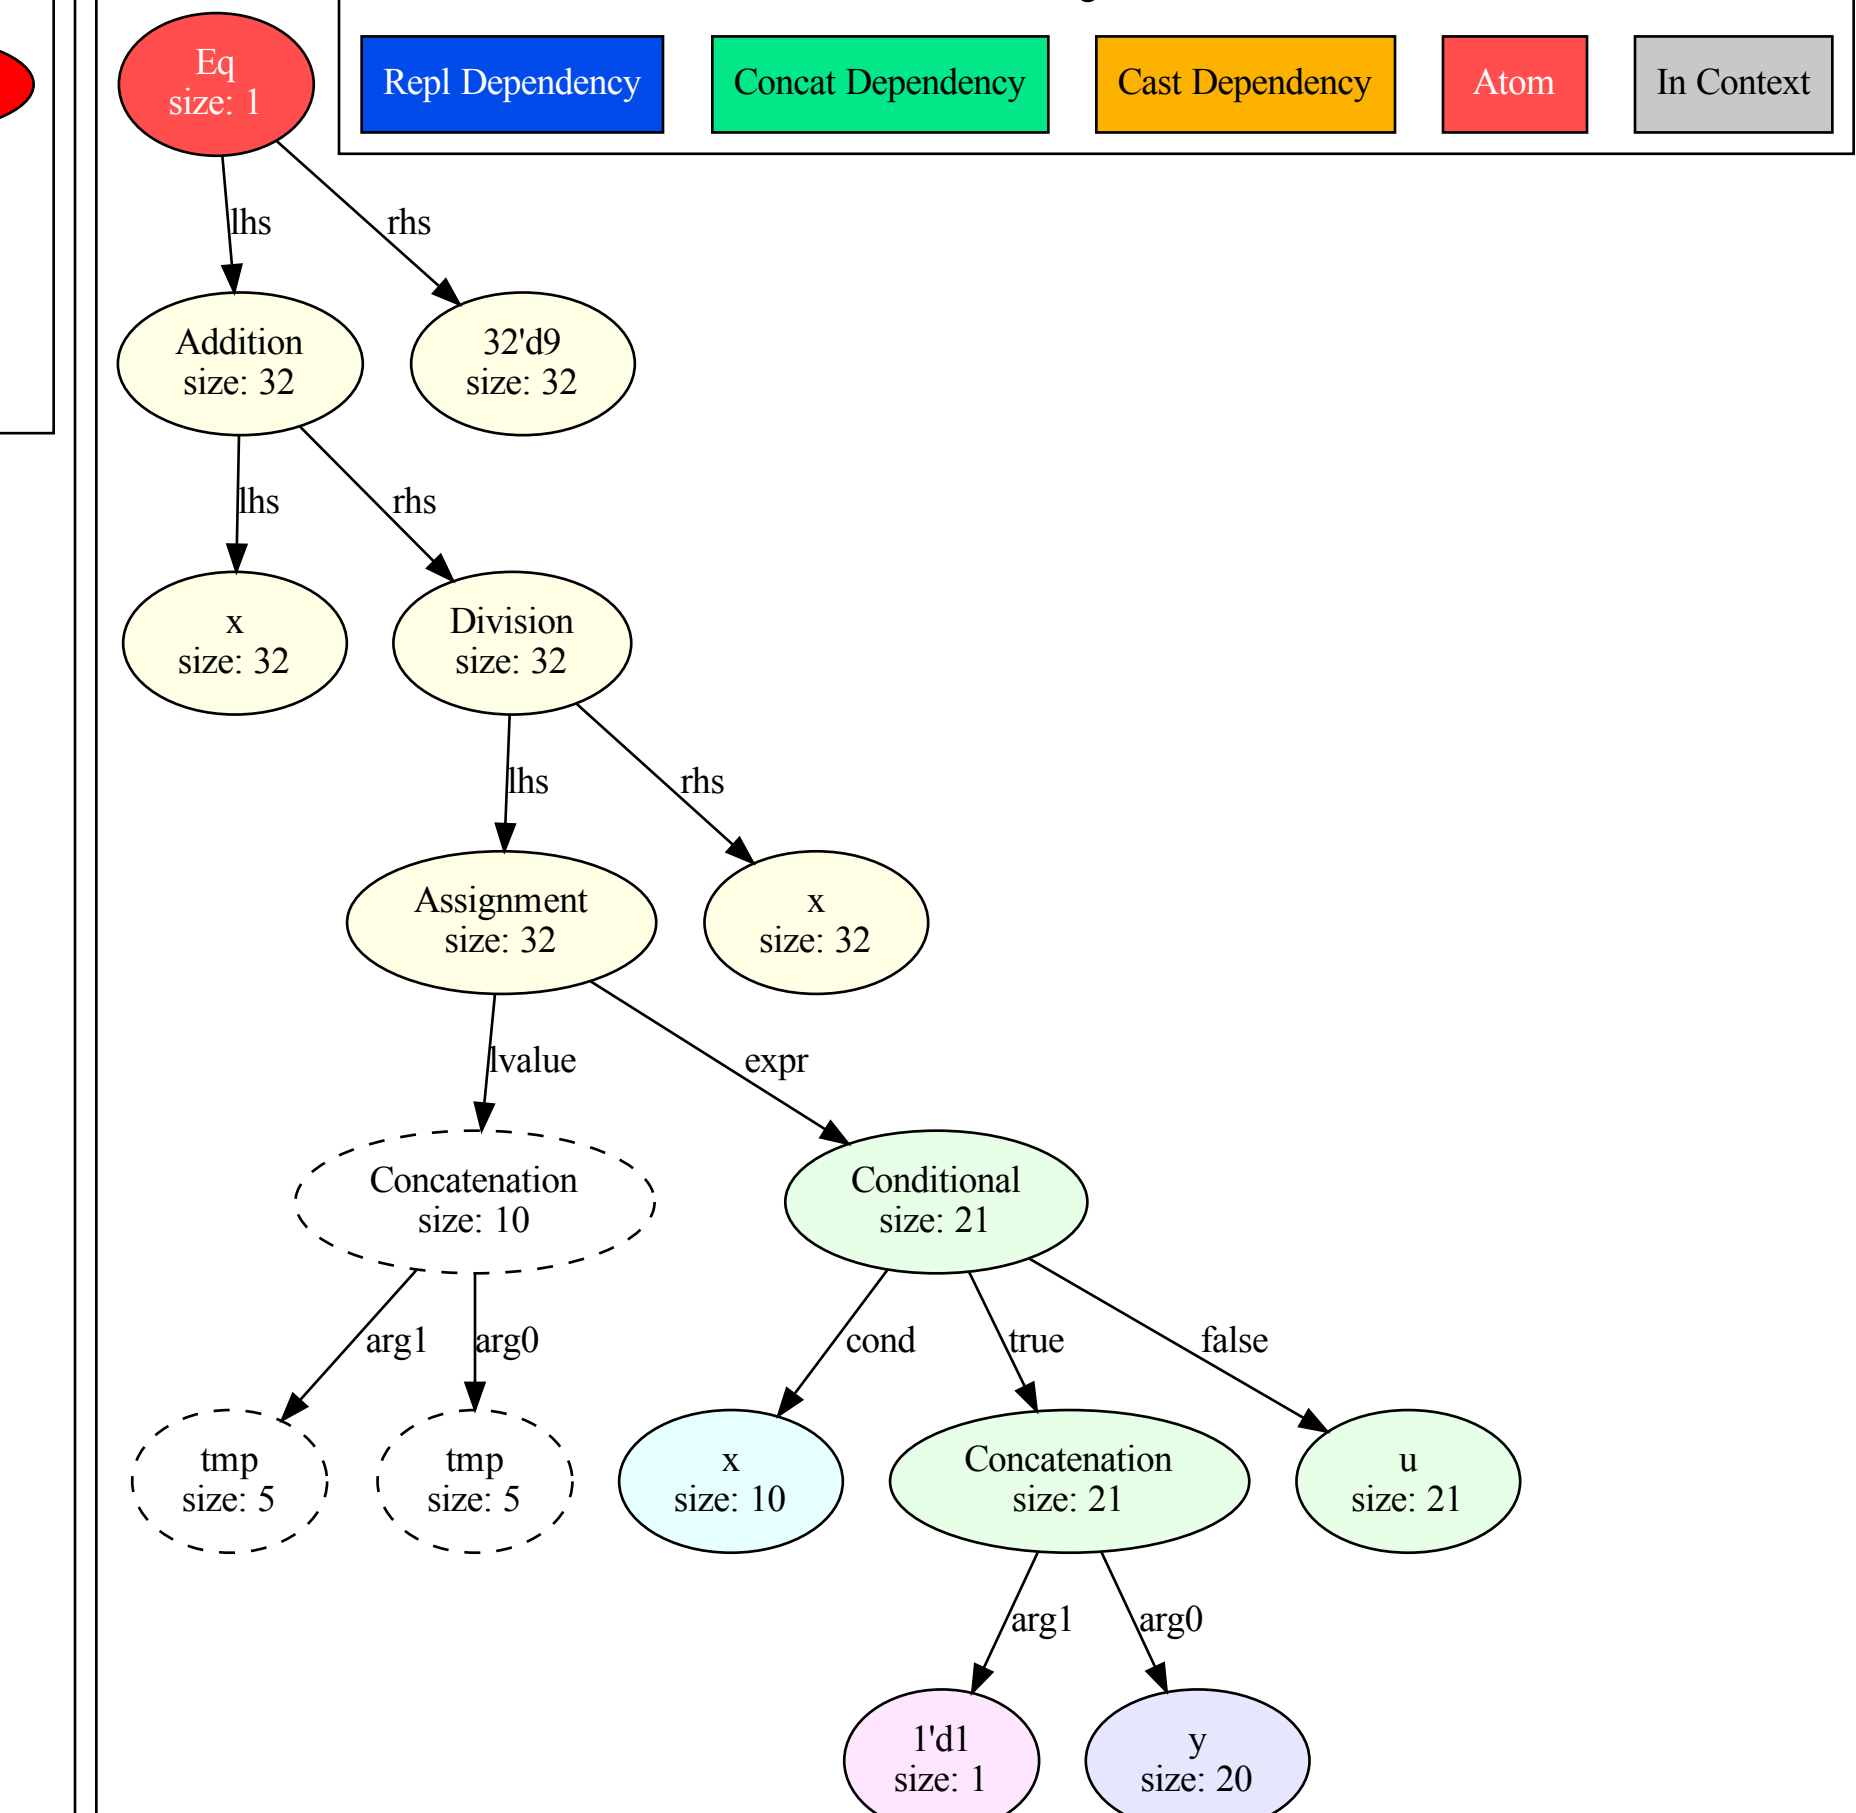 Eq
size: 1
Repl Dependency
Concat Dependency
Cast Dependency
Atom
In Context
lhs
rhs
Addition
size: 32
32'd9
size: 32
lhs
rhs
x
size: 32
Division
size: 32
lhs
rhs
Assignment
size: 32
x
size: 32
lvalue
expr
Concatenation
size: 10
Conditional
size: 21
arg1
arg0
cond
true
false
tmp
size: 5
tmp
size: 5
x
size: 10
Concatenation
size: 21
u
size: 21
arg1
arg0
1'd1
size: 1
y
size: 20